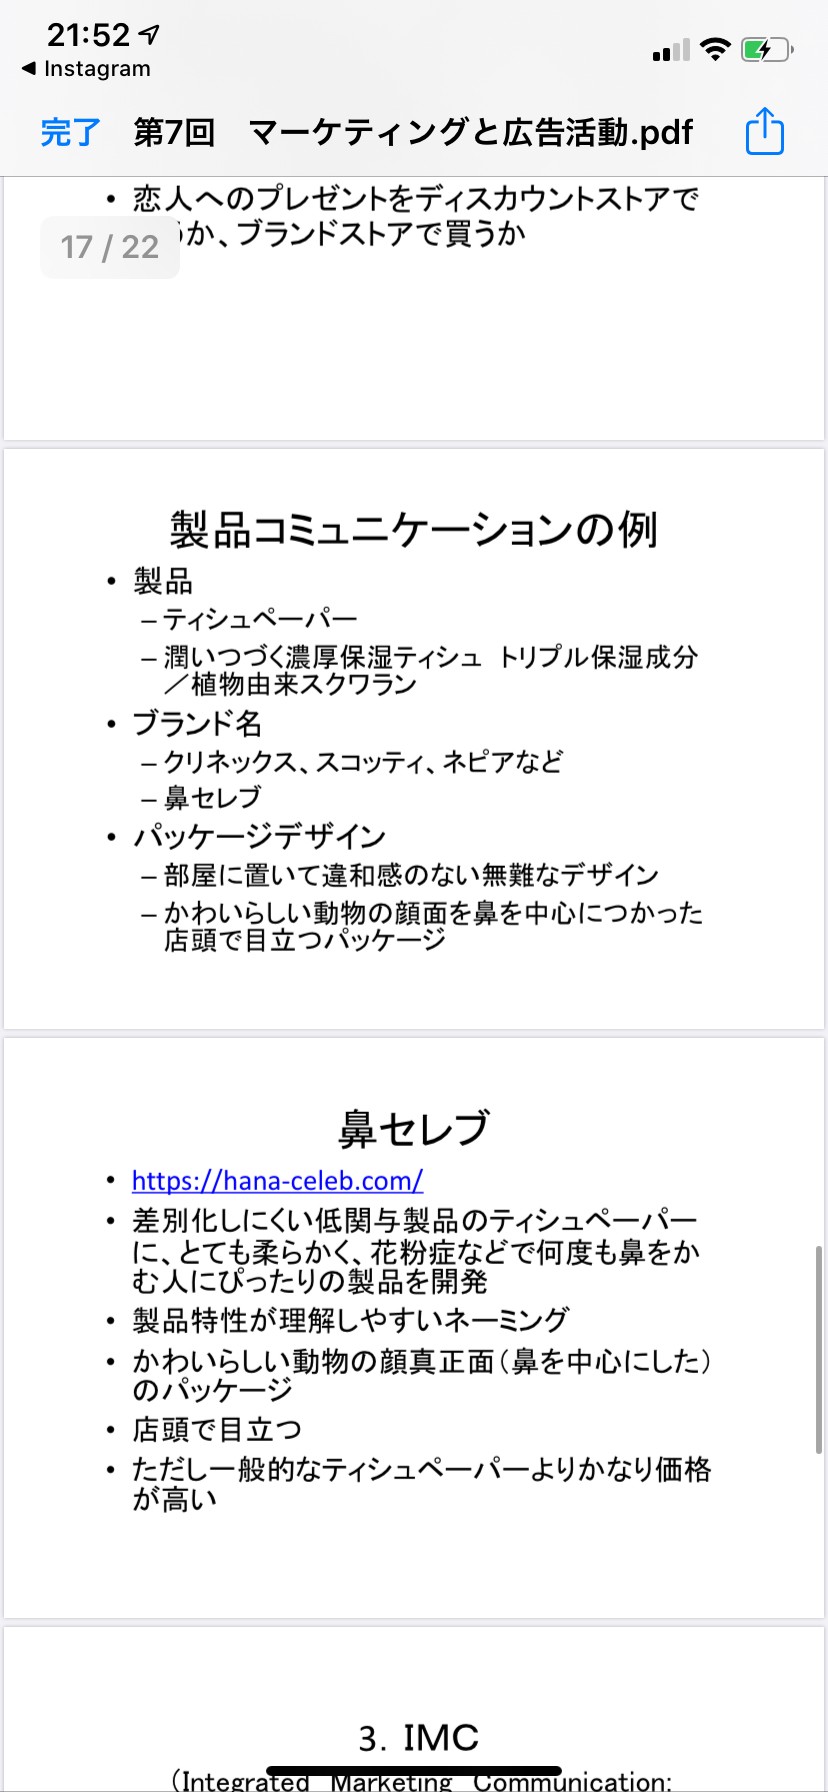 21:52
◀ Instagram
完了 第7回 マーケティングと広告活動.pdf
• 恋人へのプレゼントをディスカウントストアで
か、ブランドストアで買うか
17 / 22
製品コミュニケーションの例
• 製品
– ティシュペーパー
– 潤いつづく濃厚保湿ティシュ トリプル保湿成分
／植物由来スクワラン
• ブランド名
– クリネックス、スコッティ、ネピアなど
– 鼻セレブ
• パッケージデザイン
– 部屋に置いて違和感のない無難なデザイン
– かわいらしい動物の顔面を鼻を中心につかった
店頭で目立つパッケージ
鼻セレブ
• https://hana-celeb.com/
• 差別化しにくい低関与製品のティシュペーパー
に、とても柔らかく、花粉症などで何度も鼻をか
む人にぴったりの製品を開発
• 製品特性が理解しやすいネーミング
• かわいらしい動物の顔真正面（鼻を中心にした）
のパッケージ
• 店頭で目立つ
• ただし一般的なティシュペーパーよりかなり価格
が高い
3. IMC
（Integrated Marketing Communication: